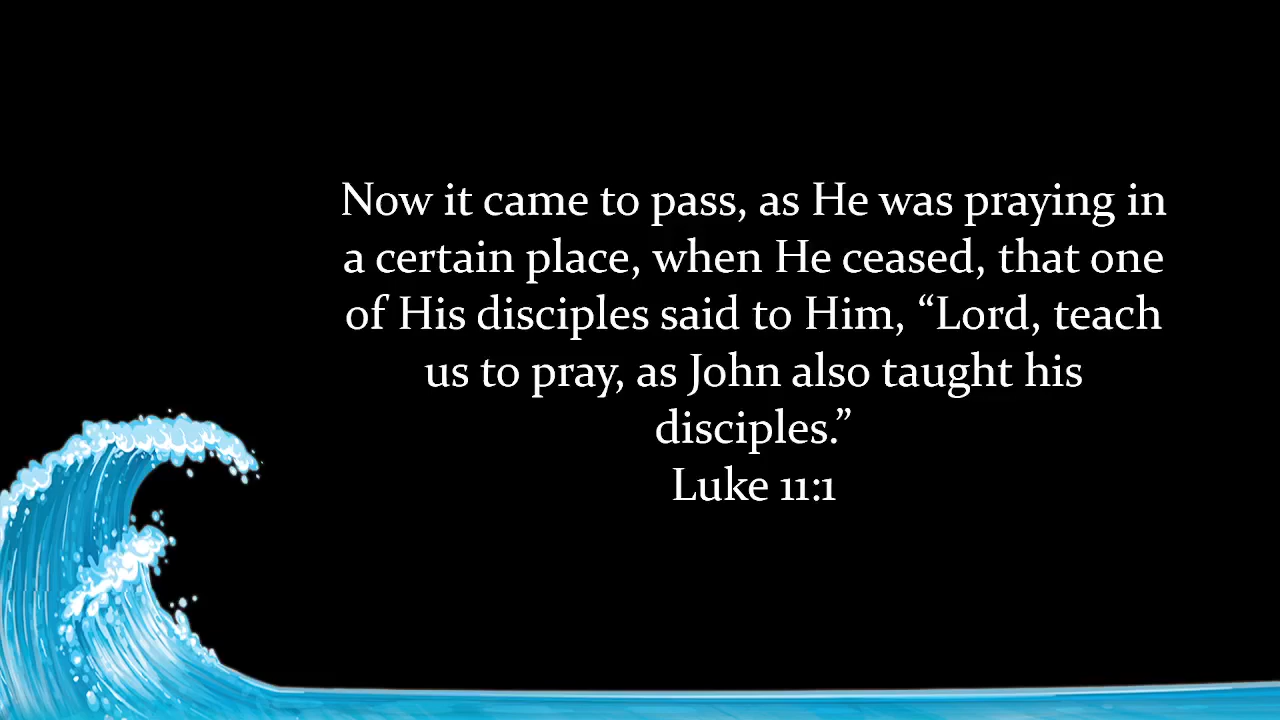 Now it came to pass, as He was praying in
a certain place, when He ceased, that one
of His disciples said to Him, “Lord, teach
us to pray, as John also taught his
disciples.”
Luke 11:1